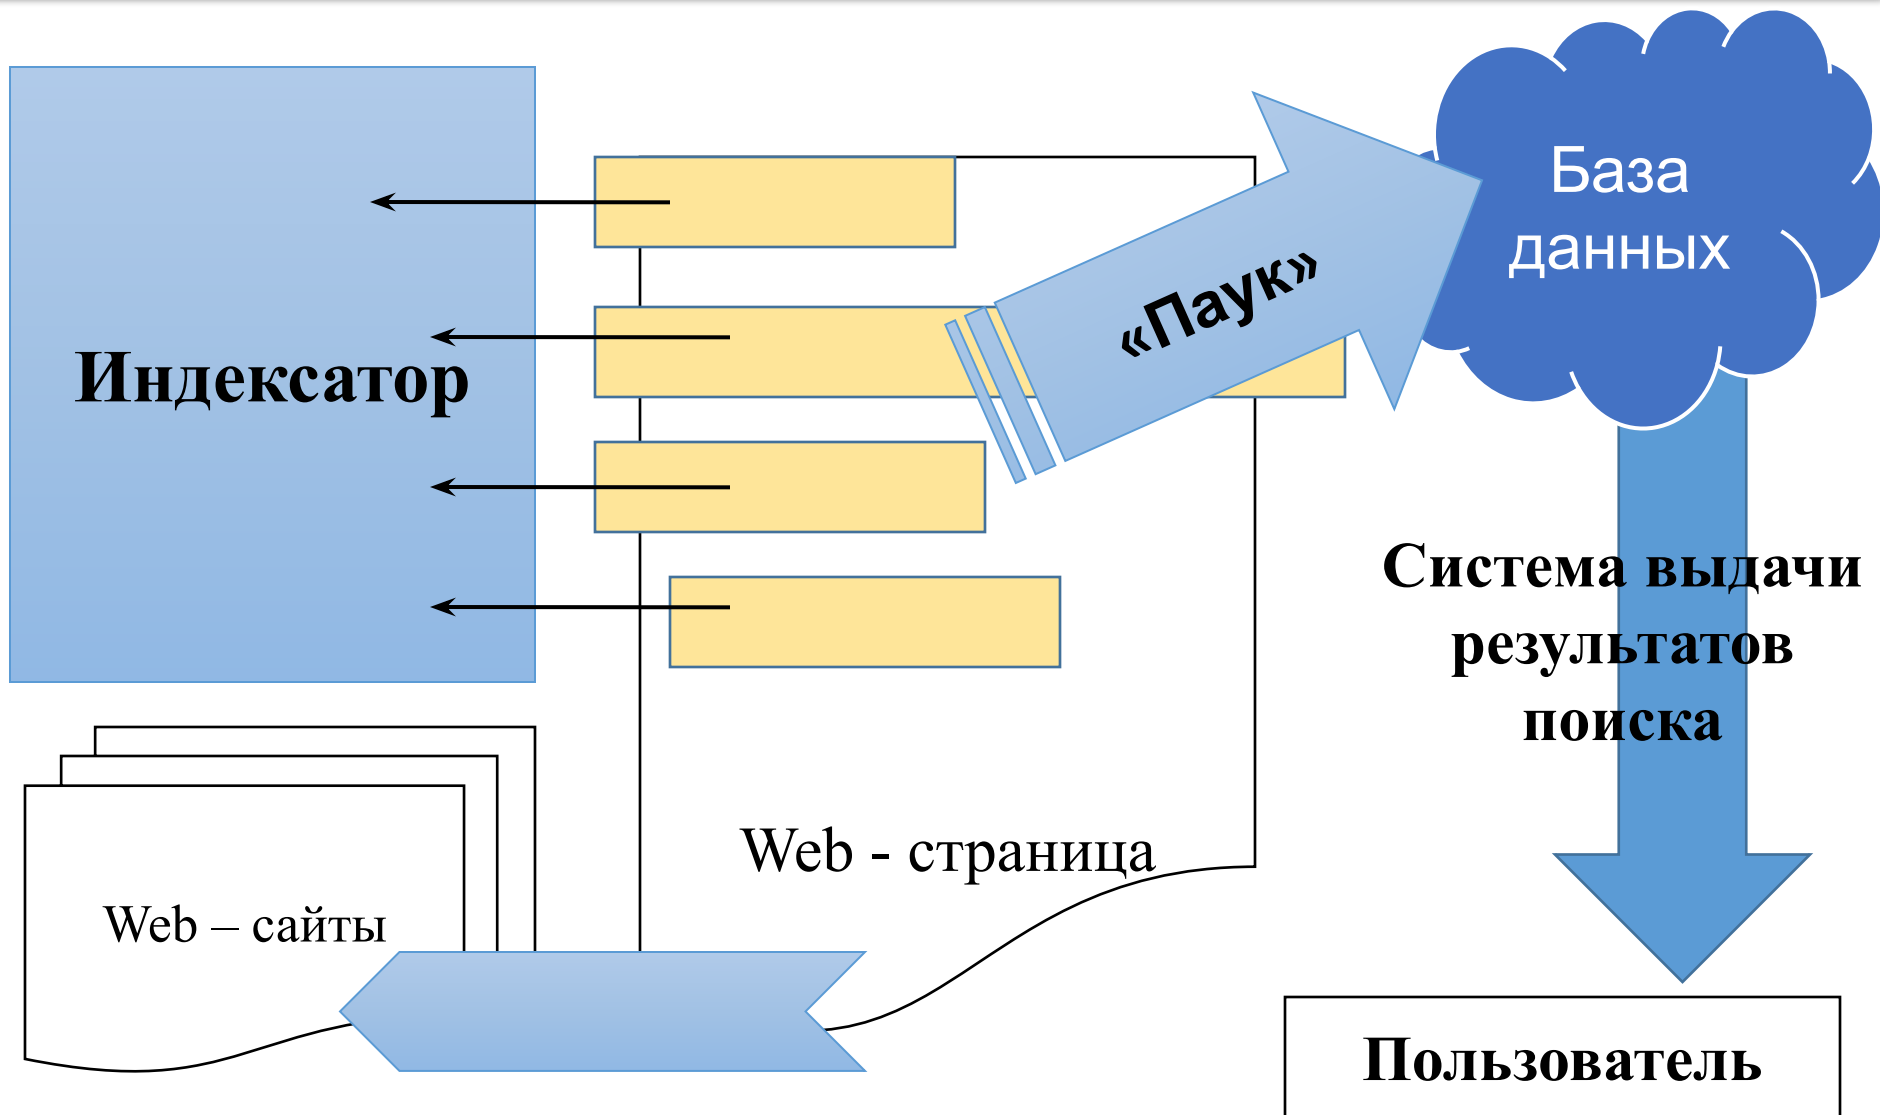 База
данных
«Паук»
Индексатор
Система выдачи
результатов
поиска
Web - страница
Web – сайты
Пользователь